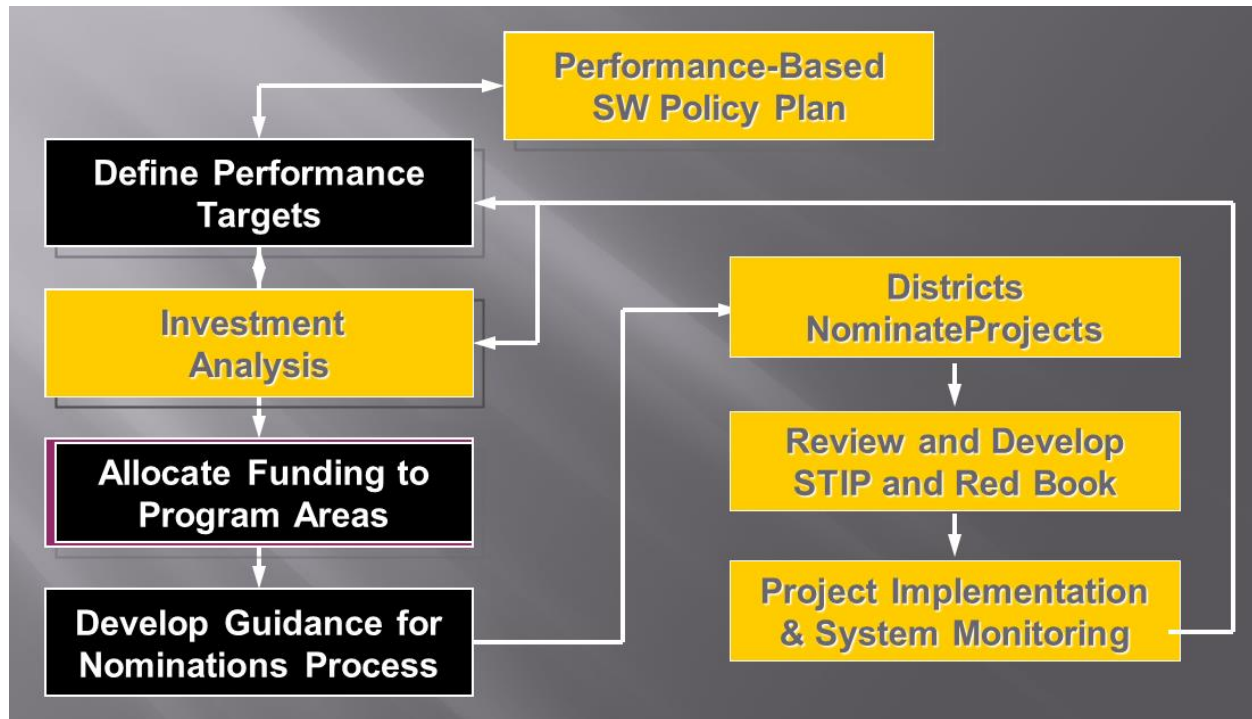 Performance-Based
SW Policy Plan
Define Performance
Targets
Investment
Analysis
Allocate Funding to
Program Areas
Develop Guidance for
Nominations Process
Districts
NominateProjects
Review and Develop
STIP and Red Book
Project Implementation
& System Monitoring